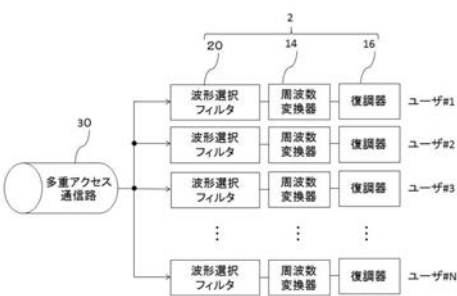 2
20
14
16
波形選択
フィルタ
周波数
変換器
復調器
ユーザ#1
30
波形選択
フィルタ
周波数
変換器
復調器
ユーザ#2
多重アクセス
通信路
波形選択
フィルタ
周波数
変換器
復調器
ユーザ#3
波形選択
フィルタ
周波数
変換器
復調器
ユーザ#N